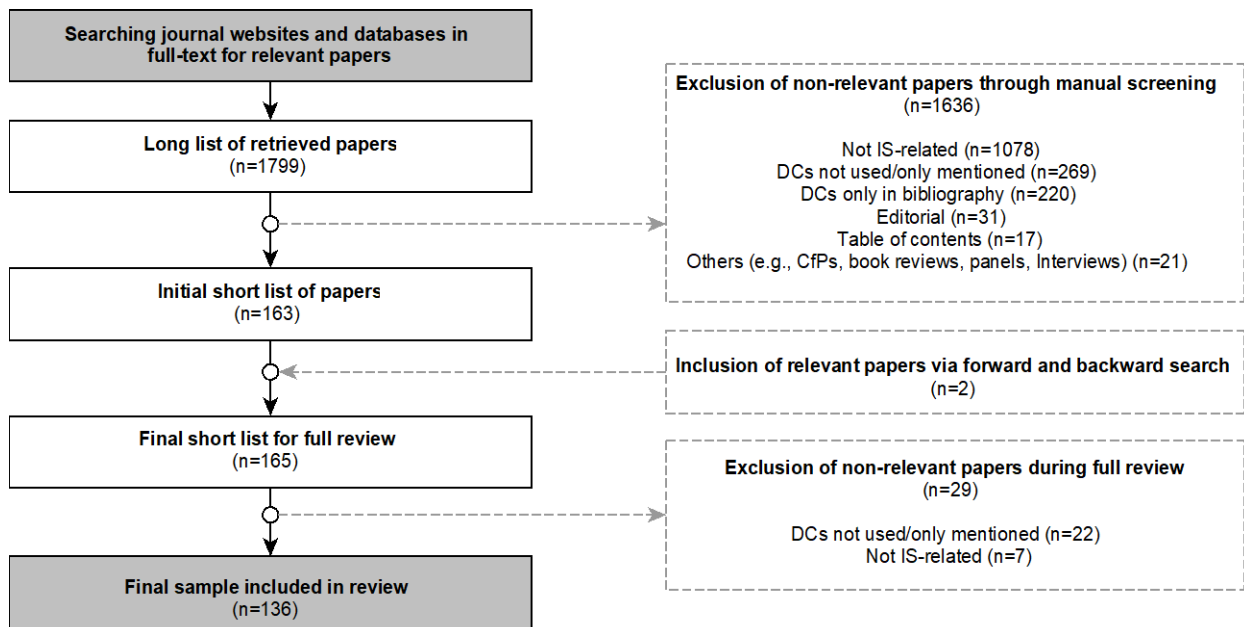 Searching journal websites and databases in
full-text for relevant papers
Long list of retrieved papers
(n=1799)
Exclusion of non-relevant papers through manual screening
(n=1636)
Not IS-related (n=1078)
DCs not used/only mentioned (n=269)
DCs only in bibliography (n=220)
Editorial (n=31)
Table of contents (n=17)
Others (e.g., CfPs, book reviews, panels, Interviews) (n=21)
Initial short list of papers
(n=163)
Inclusion of relevant papers via forward and backward search
(n=2)
Final short list for full review
(n=165)
Exclusion of non-relevant papers during full review
(n=29)
DCs not used/only mentioned (n=22)
Not IS-related (n=7)
Final sample included in review
(n=136)